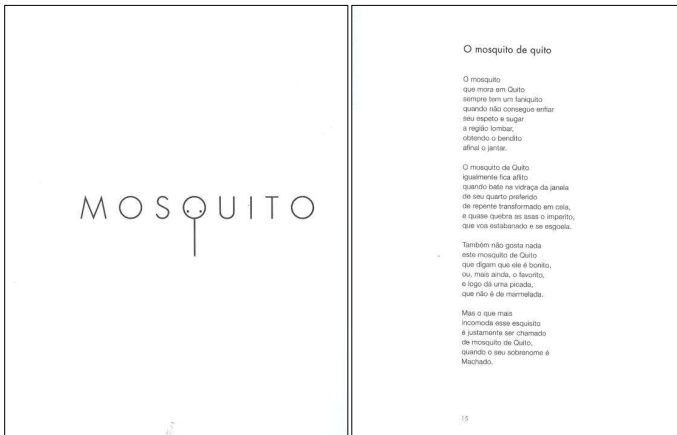 MOSQUITO
O mosquito de quito
O mosquito
que mora em Quito
sempre tem um faniquito
quando não consegue enfiar
seu espeto e sugar
a região lombar,
obtendo o bendito
afinal o jantar.
O mosquito de Quito
igualmente fica aflito
quando bate na vidraça da janela
de seu quarto preferido
de repente transformado em cela,
e quase quebra as asas o imperito,
que voa estabanado e se esgoela.
Também não gosta nada
este mosquito de Quito
que digam que ele é bonito,
ou, mais ainda, o favorito,
e logo dá uma picada,
que não é de marmelada.
Mas o que mais
incomoda esse esquisito
é justamente ser chamado
de mosquito de Quito,
quando o seu sobrenome é
Machado.
15